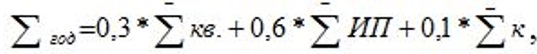 ∑ год. =0,3 * ∑̄ кв. + 0,6 * ∑̄ ИП + 0,1 * ∑̄ к ,